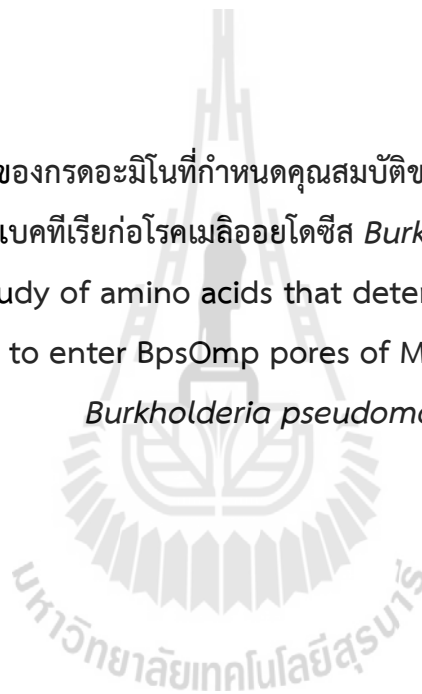 ของกรดอะมิโนที่กำหนดคุณสมบัติข
แบคทีเรียก่อโรคเมลิออยโดซีส Burk
udy of amino acids that deter
to enter BpsOmp pores of M
Burkholderia pseudomo
มหาวิทยาลัยเทคโนโลยีสุรนารี